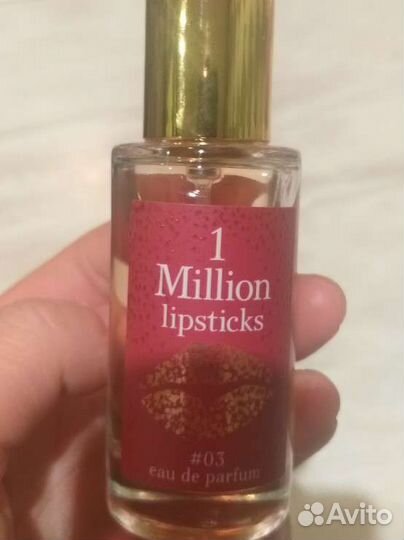 1
Million
lipsticks
#03
eau de parfum
Avito